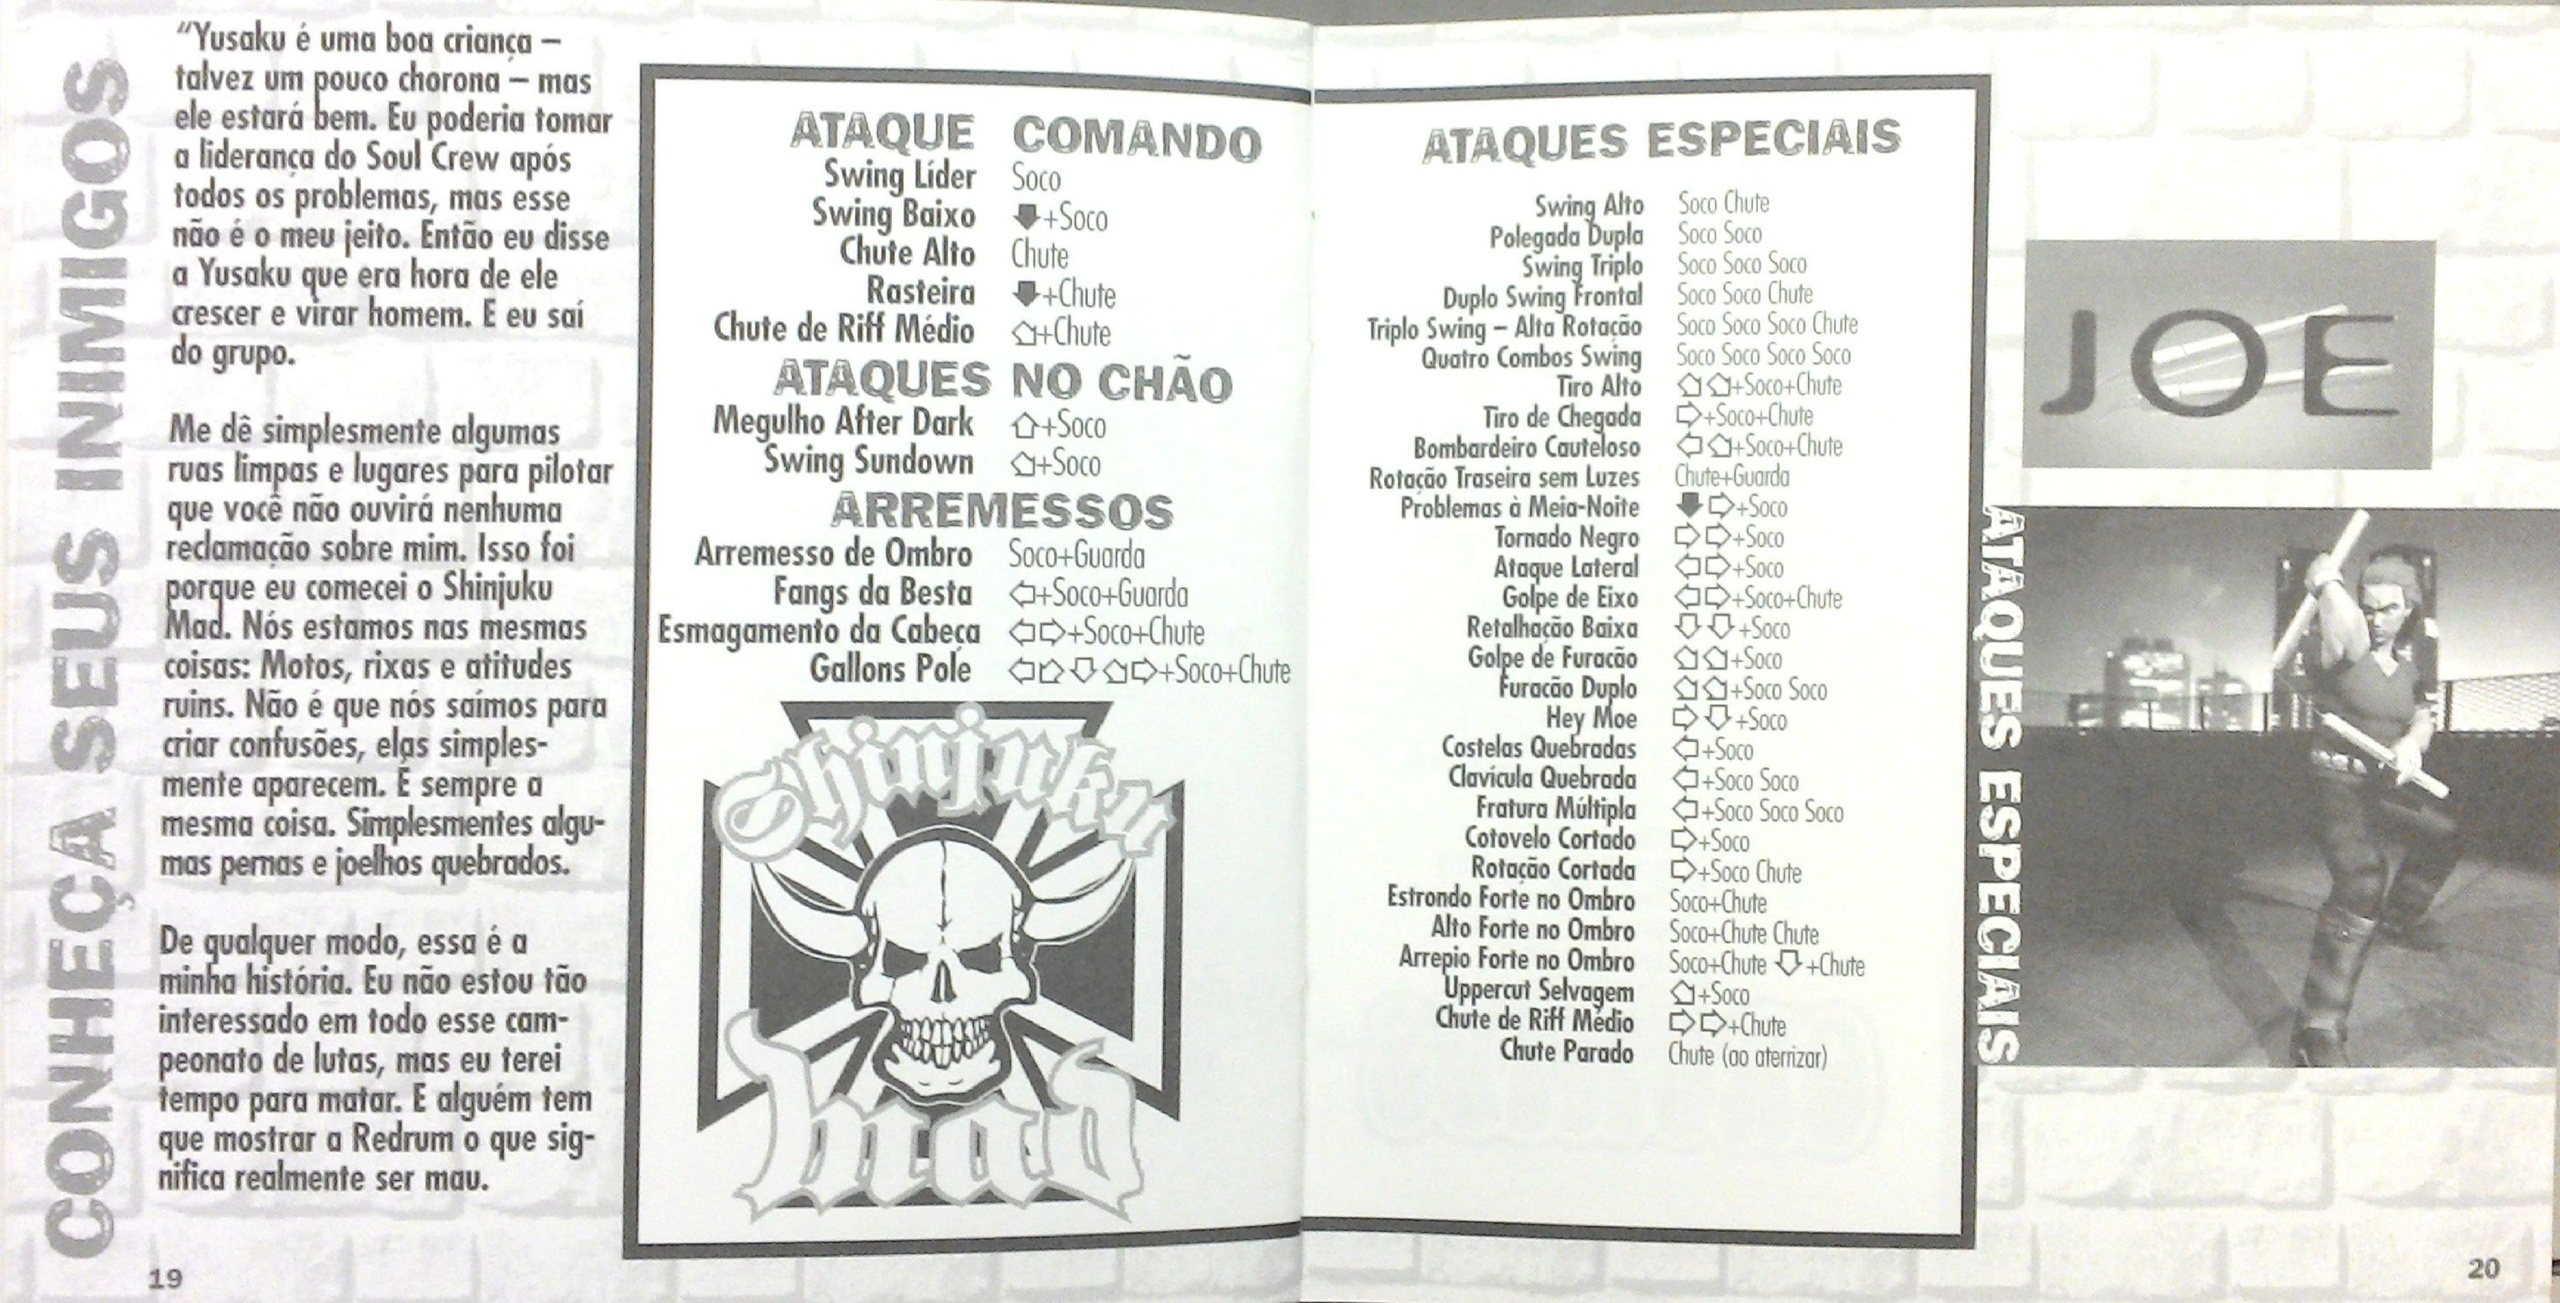 CONHEÇA SEUS INIMIGOS
“Yusaku é uma boa criança –
talvez um pouco chorona – mas
ele estará bem. Eu poderia tomar
a liderança do Soul Crew após
todos os problemas, mas esse
não é o meu jeito. Então eu disse
a Yusaku que era hora de ele
crescer e virar homem. E eu saí
do grupo.
Me dê simplesmente algumas
ruas limpas e lugares para pilotar
que você não ouvirá nenhuma
reclamação sobre mim. Isso foi
porque eu comecei o Shinjuku
Mad. Nós estamos nas mesmas
coisas: Motos, rixas e atitudes
ruins. Não é que nós saímos para
criar confusões, elas simples-
mente aparecem. É sempre a
mesma coisa. Simplesmentes algu-
mas pernas e joelhos quebrados.
De qualquer modo, essa é a
minha história. Eu não estou tão
interessado em todo esse cam-
peonato de lutas, mas eu terei
tempo para matar. E alguém tem
que mostrar a Redrum o que sig-
nifica realmente ser mau.
19
ATAQUE COMANDO
Swing Líder Soco
Swing Baixo ⬇+Soco
Chute Alto Chute
Rasteira ⬇+Chute
Chute de Riff Médio ⬁+Chute
ATAQUES NO CHÃO
Megulho After Dark ⇧+Soco
Swing Sundown ⬁+Soco
ARREMESSOS
Arremesso de Ombro Soco+Guarda
Fangs da Besta ⇦+Soco+Guarda
Esmagamento da Cabeça ⇦⇨+Soco+Chute
Gallons Pole ⇦⬃⇩⬂⇨+Soco+Chute
Shinjuku
Mad
ATAQUES ESPECIAIS
Swing Alto Soco Chute
Polegada Dupla Soco Soco
Swing Triplo Soco Soco Soco
Duplo Swing Frontal Soco Soco Chute
Triplo Swing – Alta Rotação Soco Soco Soco Chute
Quatro Combos Swing Soco Soco Soco Soco
Tiro Alto ⬁⬁+Soco+Chute
Tiro de Chegada ⇨+Soco+Chute
Bombardeiro Cauteloso ⇦⬁+Soco+Chute
Rotação Traseira sem Luzes Chute+Guarda
Problemas à Meia-Noite ⬇⇨+Soco
Tornado Negro ⇨⇨+Soco
Ataque Lateral ⇦⇨+Soco
Golpe de Eixo ⇦⇨+Soco+Chute
Retalhação Baixa ⇩⇩+Soco
Golpe de Furacão ⬁⬁+Soco
Furacão Duplo ⬁⬁+Soco Soco
Hey Moe ⇨⇩+Soco
Costelas Quebradas ⇦+Soco
Clavícula Quebrada ⇦+Soco Soco
Fratura Múltipla ⇦+Soco Soco Soco
Cotovelo Cortado ⇨+Soco
Rotação Cortada ⇨+Soco Chute
Estrondo Forte no Ombro Soco+Chute
Alto Forte no Ombro Soco+Chute Chute
Arrepio Forte no Ombro Soco+Chute ⇩+Chute
Uppercut Selvagem ⬁+Soco
Chute de Riff Médio ⇨⇨+Chute
Chute Parado Chute (ao aterrizar)
JOE
ATAQUES ESPECIAIS
20